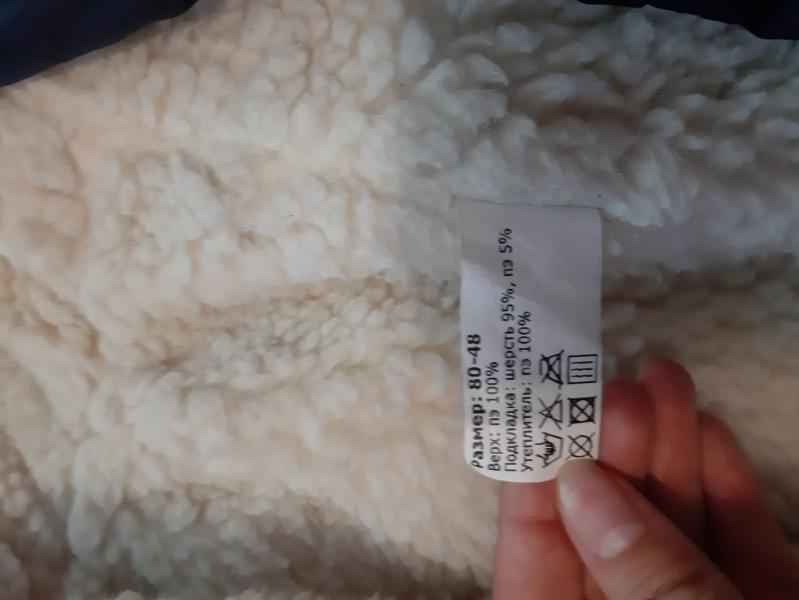 Размер: 80-48
Верх: пэ 100%
Подкладка: шерсть 95%, пэ 5%
Утеплитель: пэ 100%